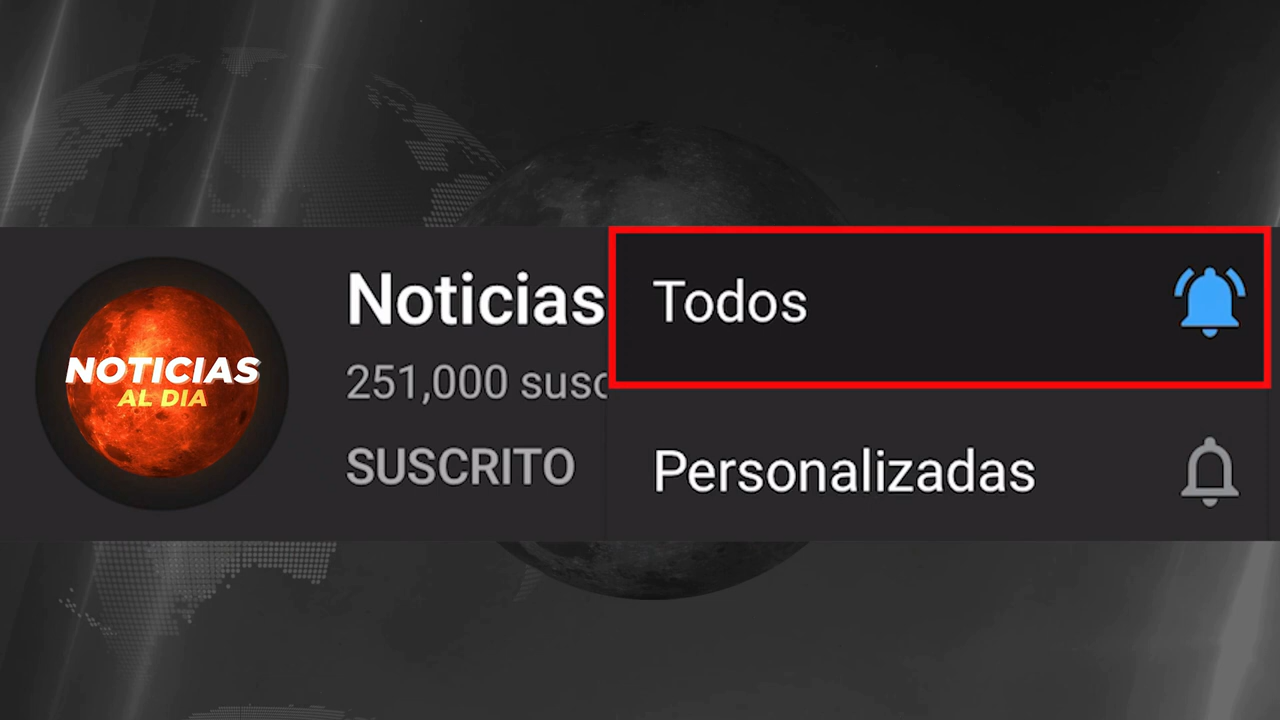 NOTICIAS
AL DIA
Noticias
251,000 susc
SUSCRITO
Todos
Personalizadas